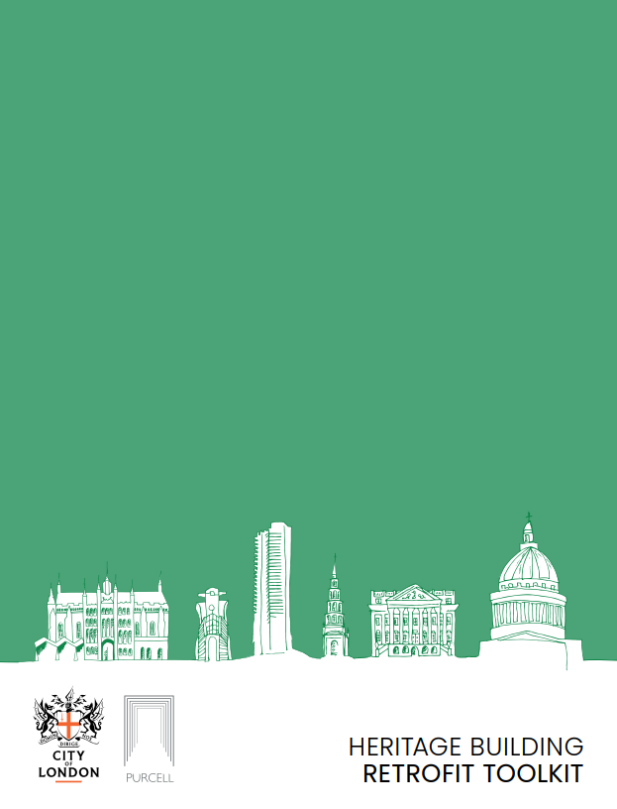 CITY
OF
LONDON
PURCELL
HERITAGE BUILDING
RETROFIT TOOLKIT